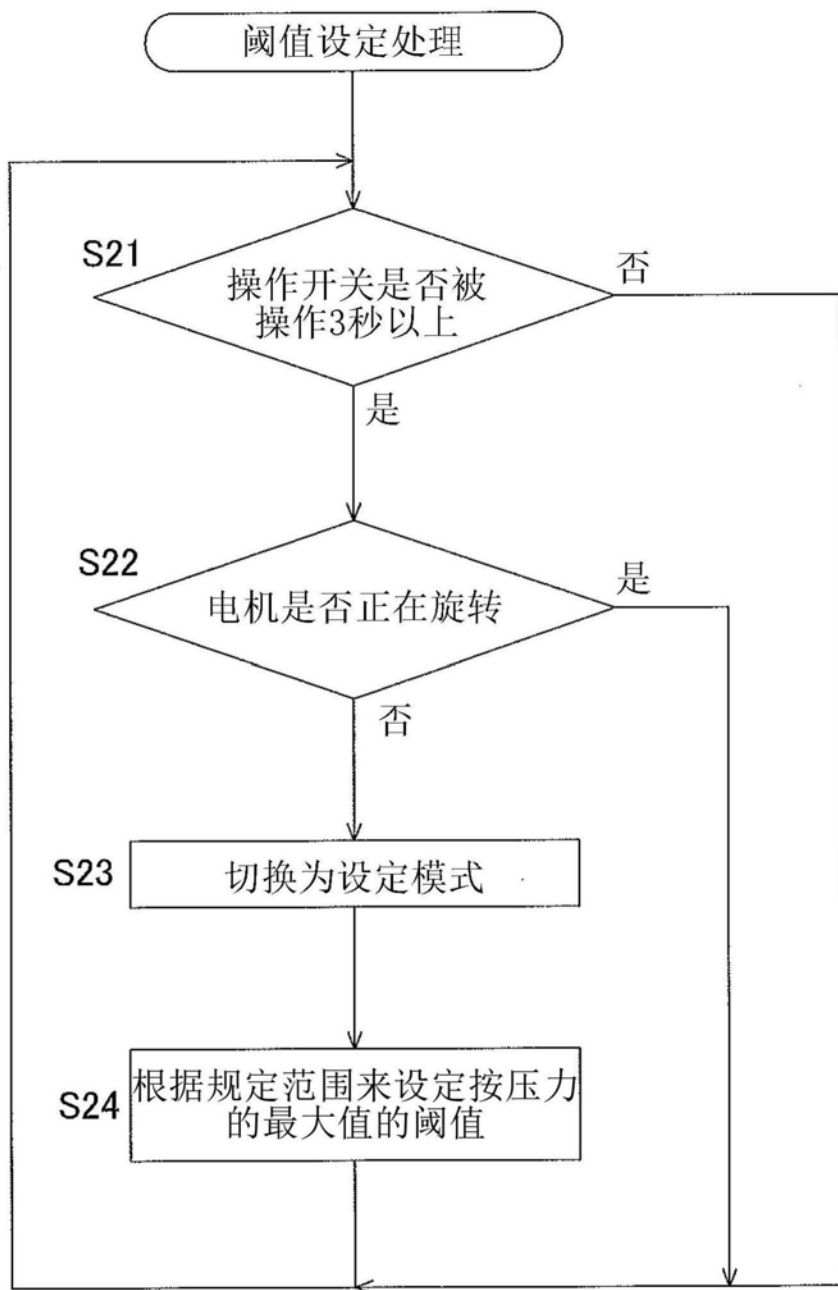 阈值设定处理
S21
操作开关是否被
操作3秒以上
否
是
S22
电机是否正在旋转
是
否
S23
切换为设定模式
S24
根据规定范围来设定按压力
的最大值的阈值